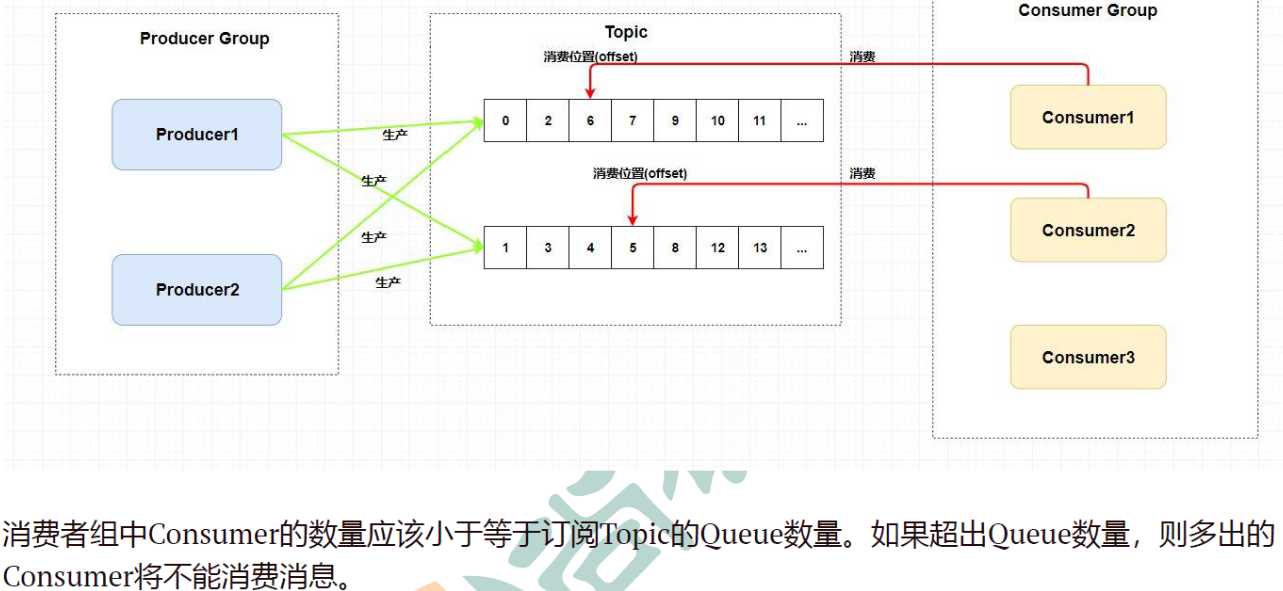 Producer Group
Topic
Consumer Group
消费位置(offset)
消费
Producer1
生产
0 2 6 7 9 10 11 ...
Consumer1
生产
消费位置(offset)
消费
Consumer2
生产
1 3 4 5 8 12 13 ...
Producer2
生产
Consumer3
消费者组中Consumer的数量应该小于等于订阅Topic的Queue数量。如果超出Queue数量，则多出的
Consumer将不能消费消息。